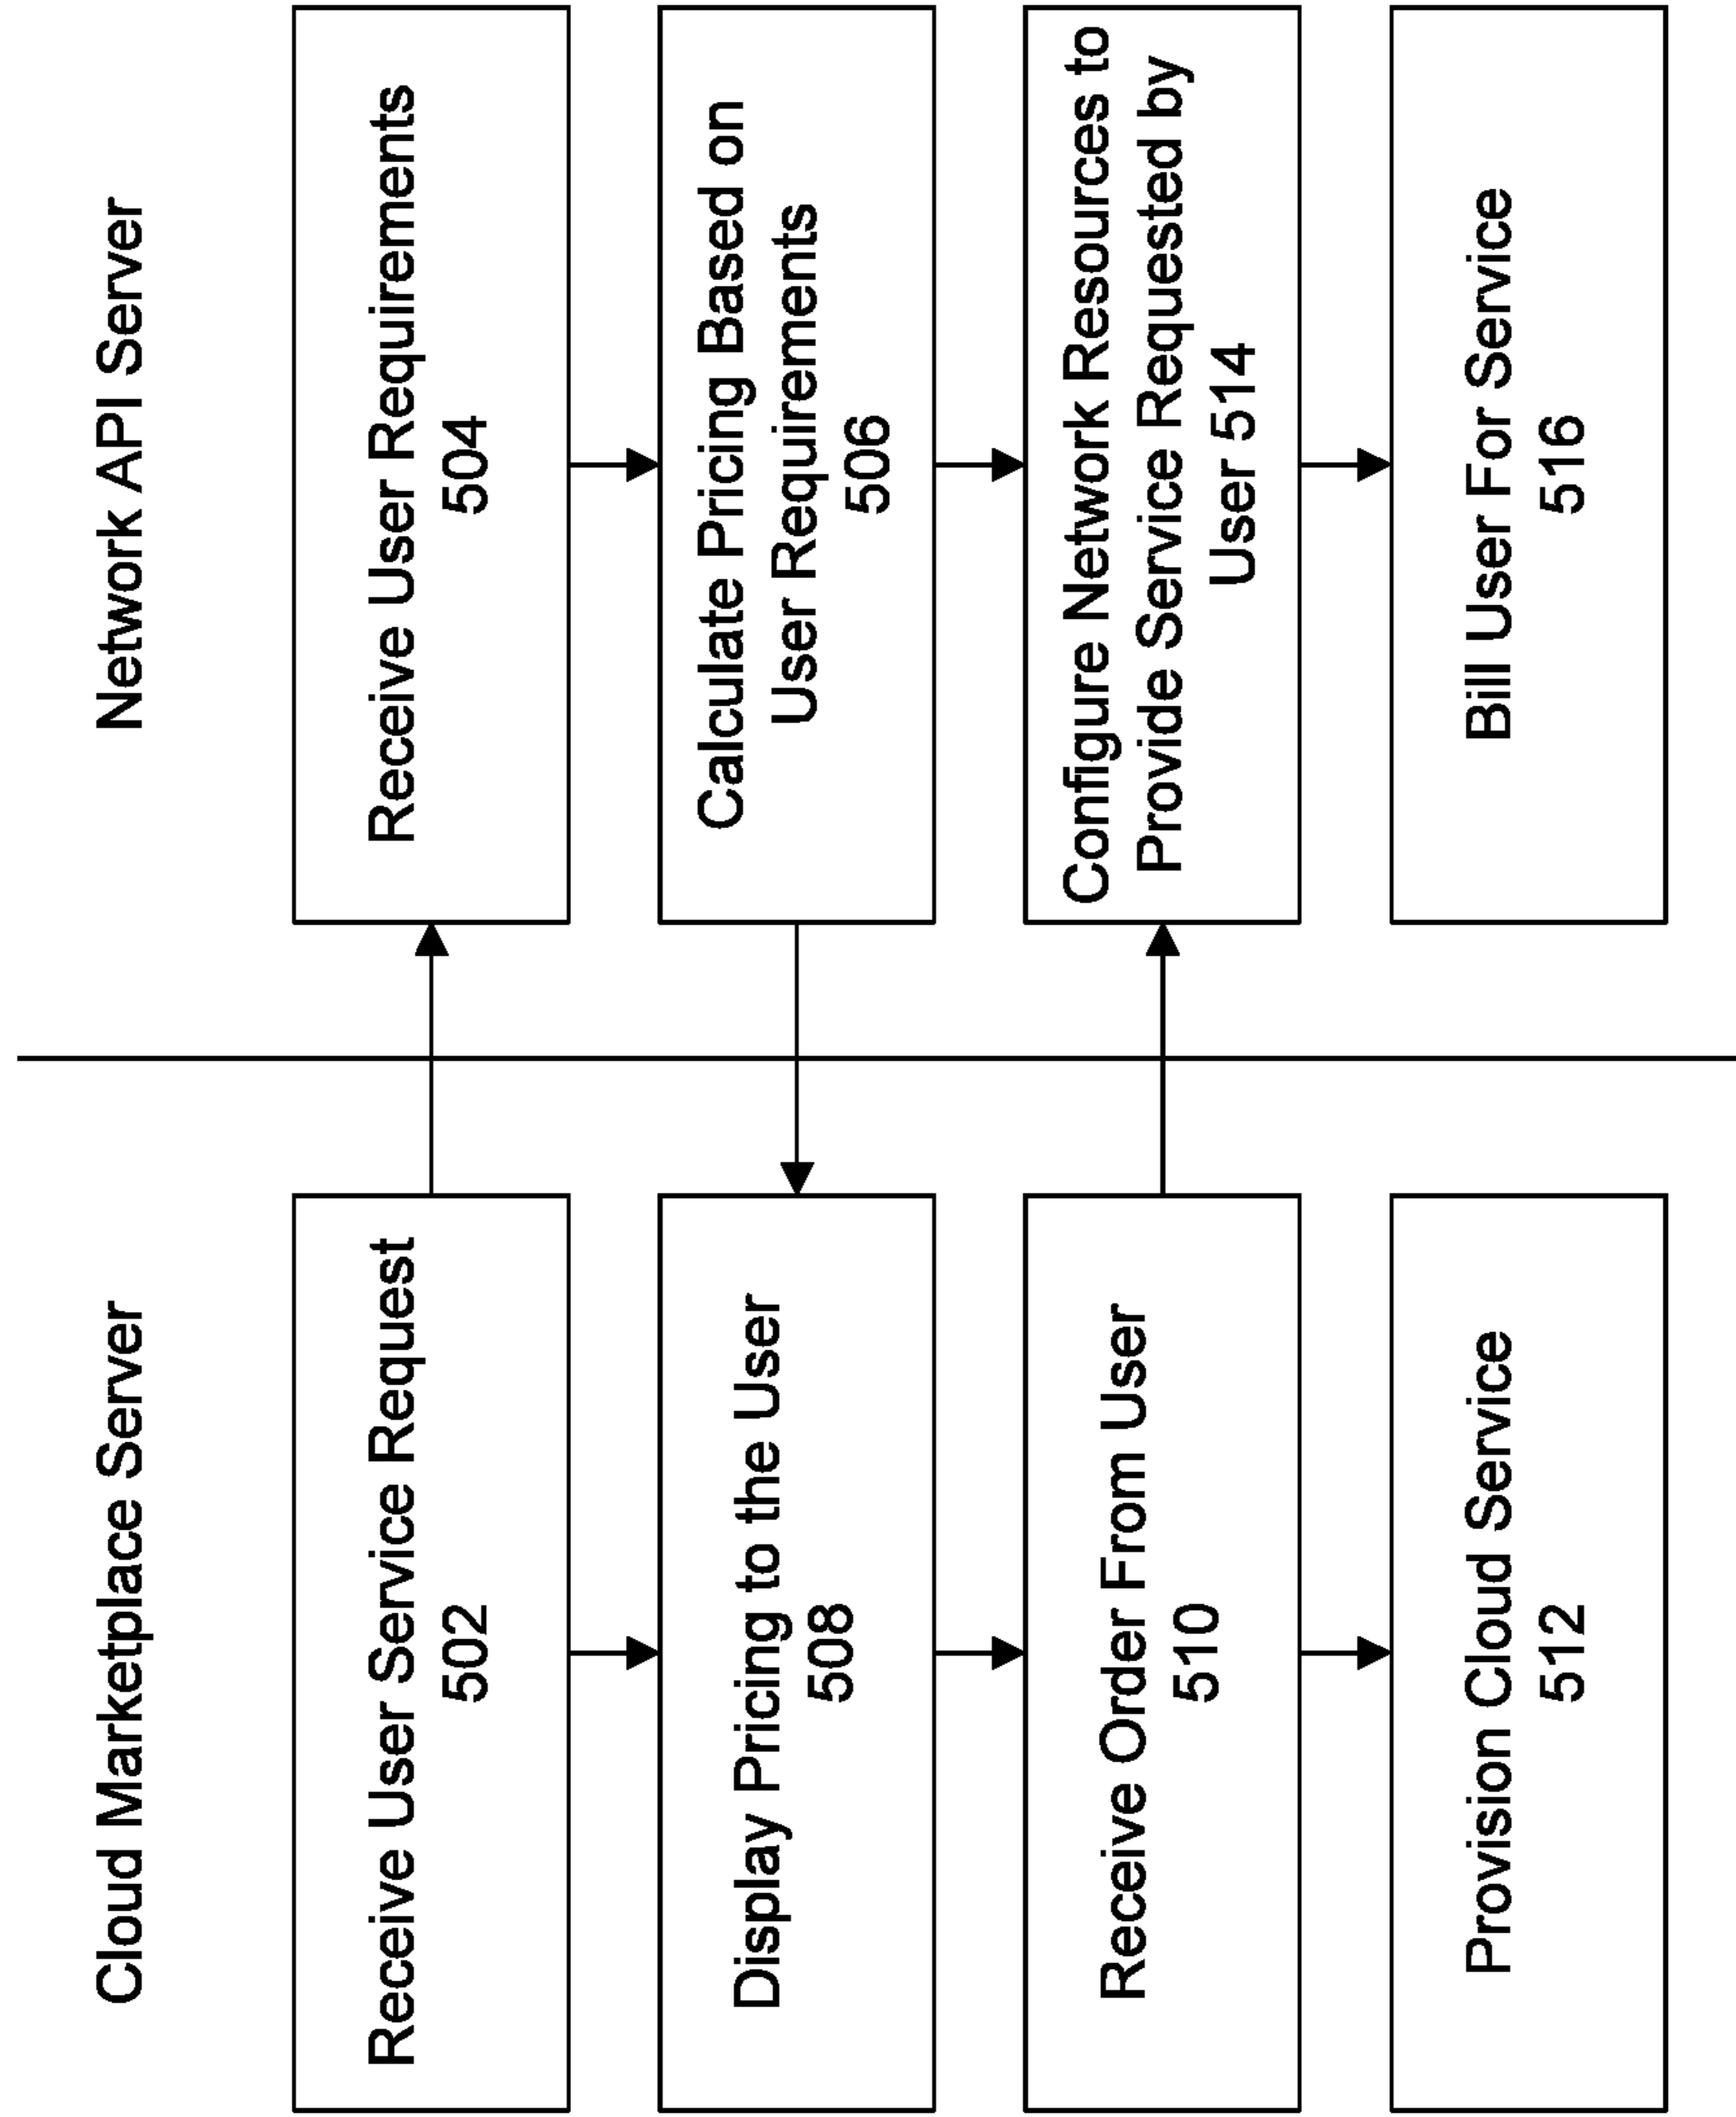 Cloud Marketplace Server
Network API Server
Receive User Service Request
502
Receive User Requirements
504
Display Pricing to the User
508
Calculate Pricing Based on
User Requirements
506
Receive Order From User
510
Configure Network Resources to
Provide Service Requested by
User 514
Provision Cloud Service
512
Bill User For Service
516